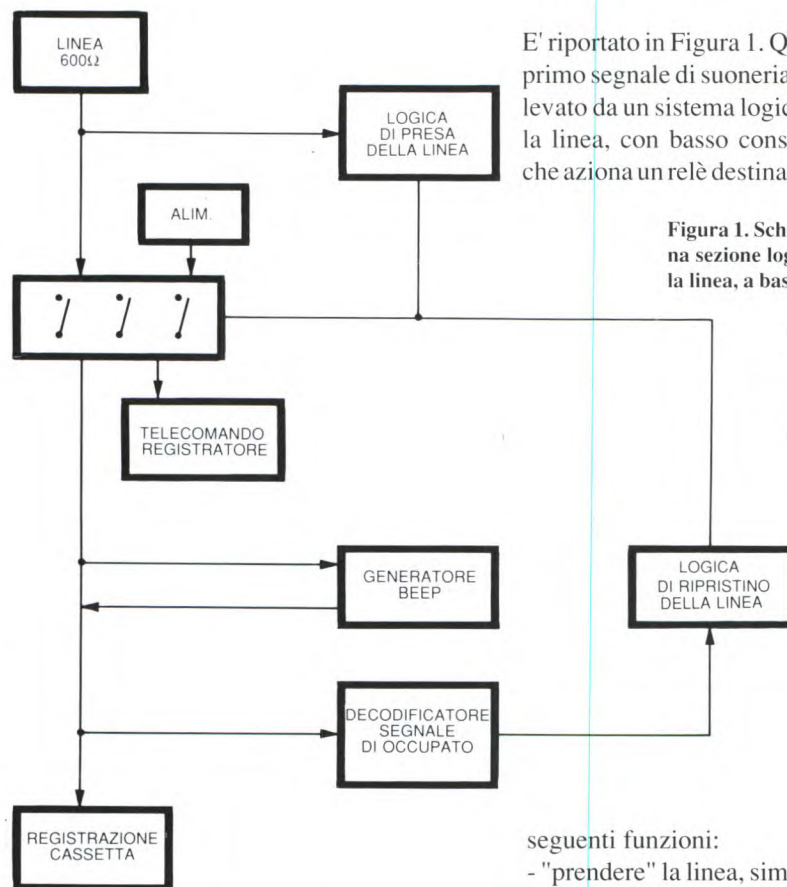 LINEA
600Ω
LOGICA
DI PRESA
DELLA LINEA
ALIM.
TELECOMANDO
REGISTRATORE
GENERATORE
BEEP
LOGICA
DI RIPRISTINO
DELLA LINEA
DECODIFICATORE
SEGNALE
DI OCCUPATO
REGISTRAZIONE
CASSETTA
E' riportato in Figura 1. Q
primo segnale di suoneria
levato da un sistema logic
la linea, con basso cons
che aziona un relè destina
Figura 1. Sch
na sezione log
la linea, a bas
seguenti funzioni:
- "prendere" la linea, sim